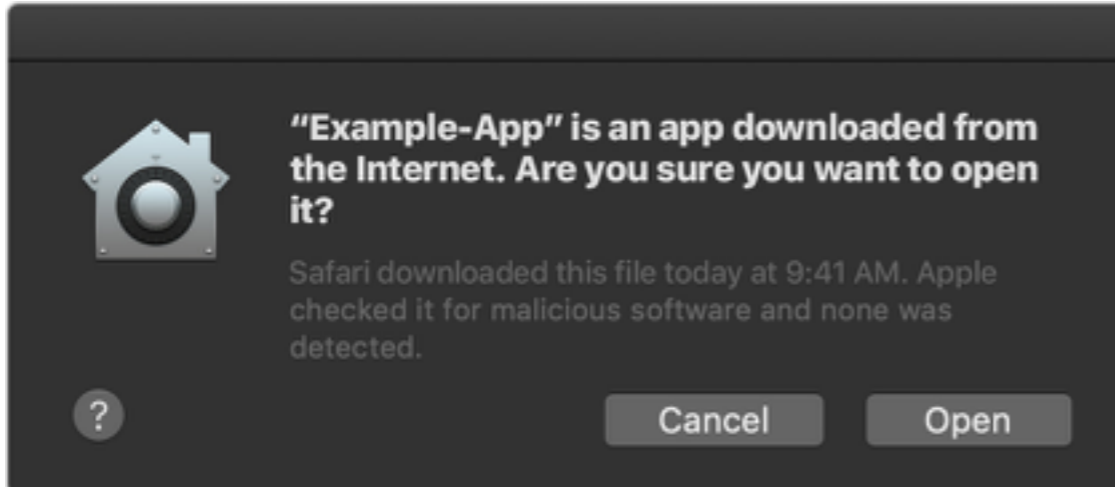 “Example-App” is an app downloaded from
the Internet. Are you sure you want to open
it?
Safari downloaded this file today at 9:41 AM. Apple
checked it for malicious software and none was
detected.
?
Cancel
Open